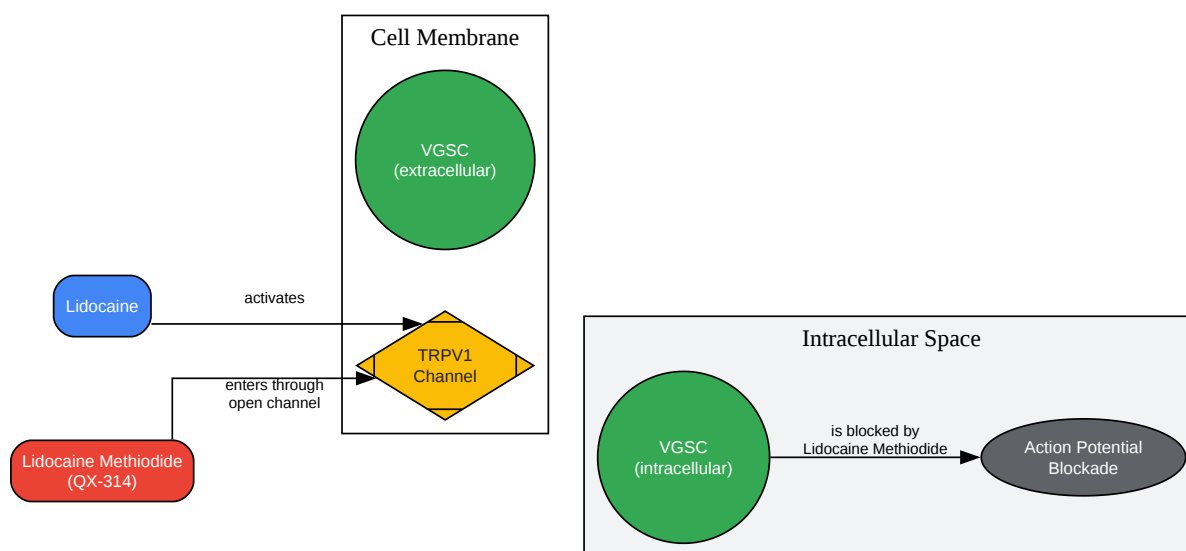 Cell Membrane
VGSC
(extracellular)
Lidocaine
activates
TRPV1
Channel
enters through
open channel
Lidocaine Methiodide
(QX-314)
Intracellular Space
VGSC
(intracellular)
is blocked by
Lidocaine Methiodide
Action Potential
Blockade